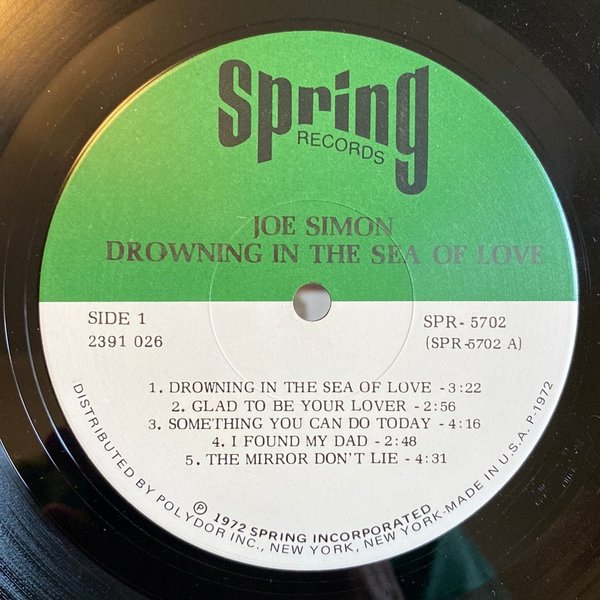 Spring
RECORDS
JOE SIMON
DROWNING IN THE SEA OF LOVE
SIDE 1
2391 026
SPR- 5702
(SPR-5702 A)
1. DROWNING IN THE SEA OF LOVE - 3:22
2. GLAD TO BE YOUR LOVER - 2:56
3. SOMETHING YOU CAN DO TODAY - 4:16
4. I FOUND MY DAD - 2:48
5. THE MIRROR DON'T LIE - 4:31
Ⓟ 1972 SPRING INCORPORATED
DISTRIBUTED BY POLYDOR INC., NEW YORK, NEW YORK-MADE IN U.S.A. P-1972